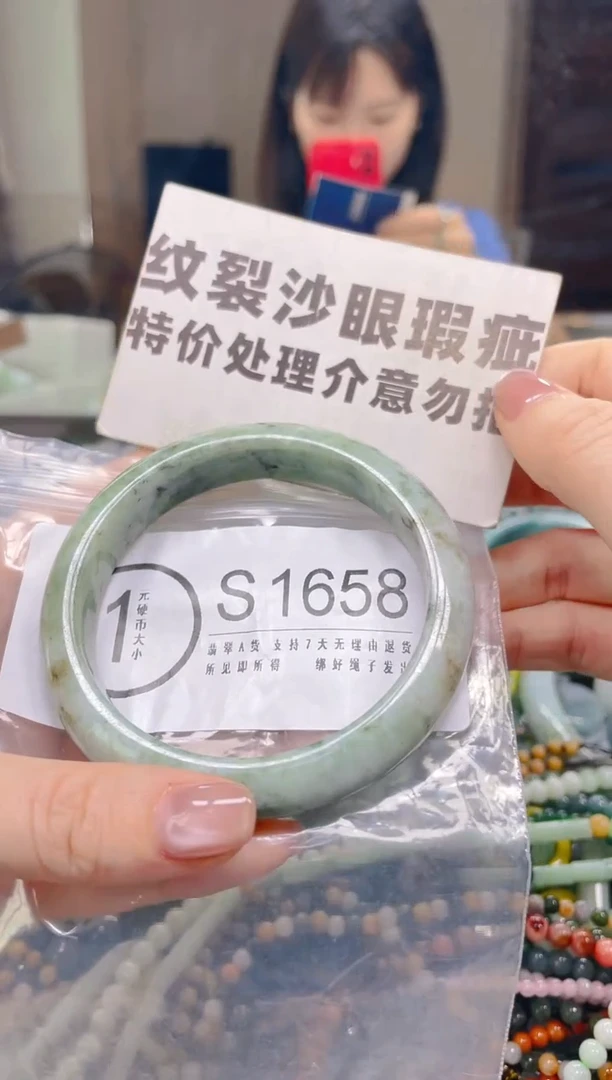 纹裂沙眼瑕疵
特价处理介意勿拍
1
元硬币大小
S1658
翡翠A货 支持7天无理由退货
所见即所得 绑好绳子发出